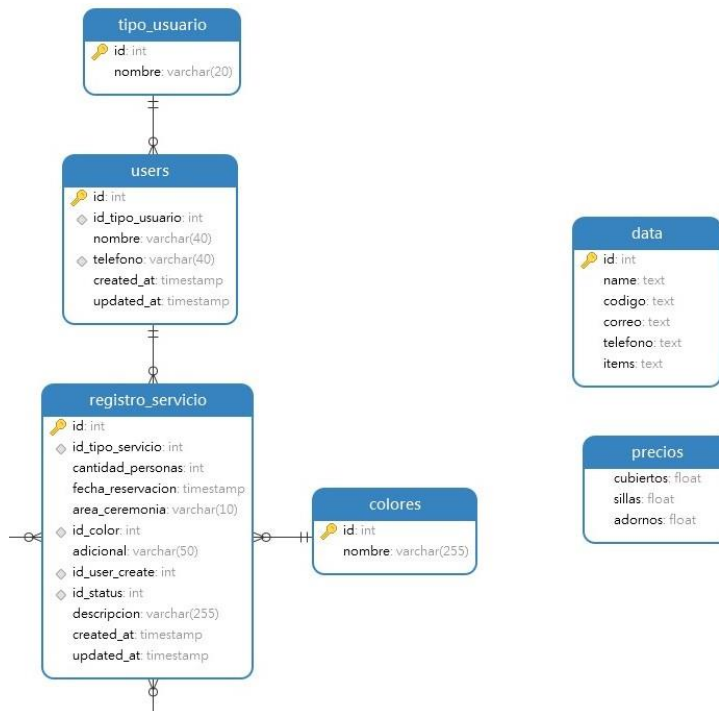 tipo_usuario
id: int
nombre: varchar(20)
users
id: int
id_tipo_usuario: int
nombre: varchar(40)
telefono: varchar(40)
created_at: timestamp
updated_at: timestamp
data
id: int
name: text
codigo: text
correo: text
telefono: text
items: text
registro_servicio
id: int
id_tipo_servicio: int
cantidad_personas: int
fecha_reservacion: timestamp
area_ceremonia: varchar(10)
id_color: int
adicional: varchar(50)
id_user_create: int
id_status: int
descripcion: varchar(255)
created_at: timestamp
updated_at: timestamp
colores
id: int
nombre: varchar(255)
precios
cubiertos: float
sillas: float
adornos: float